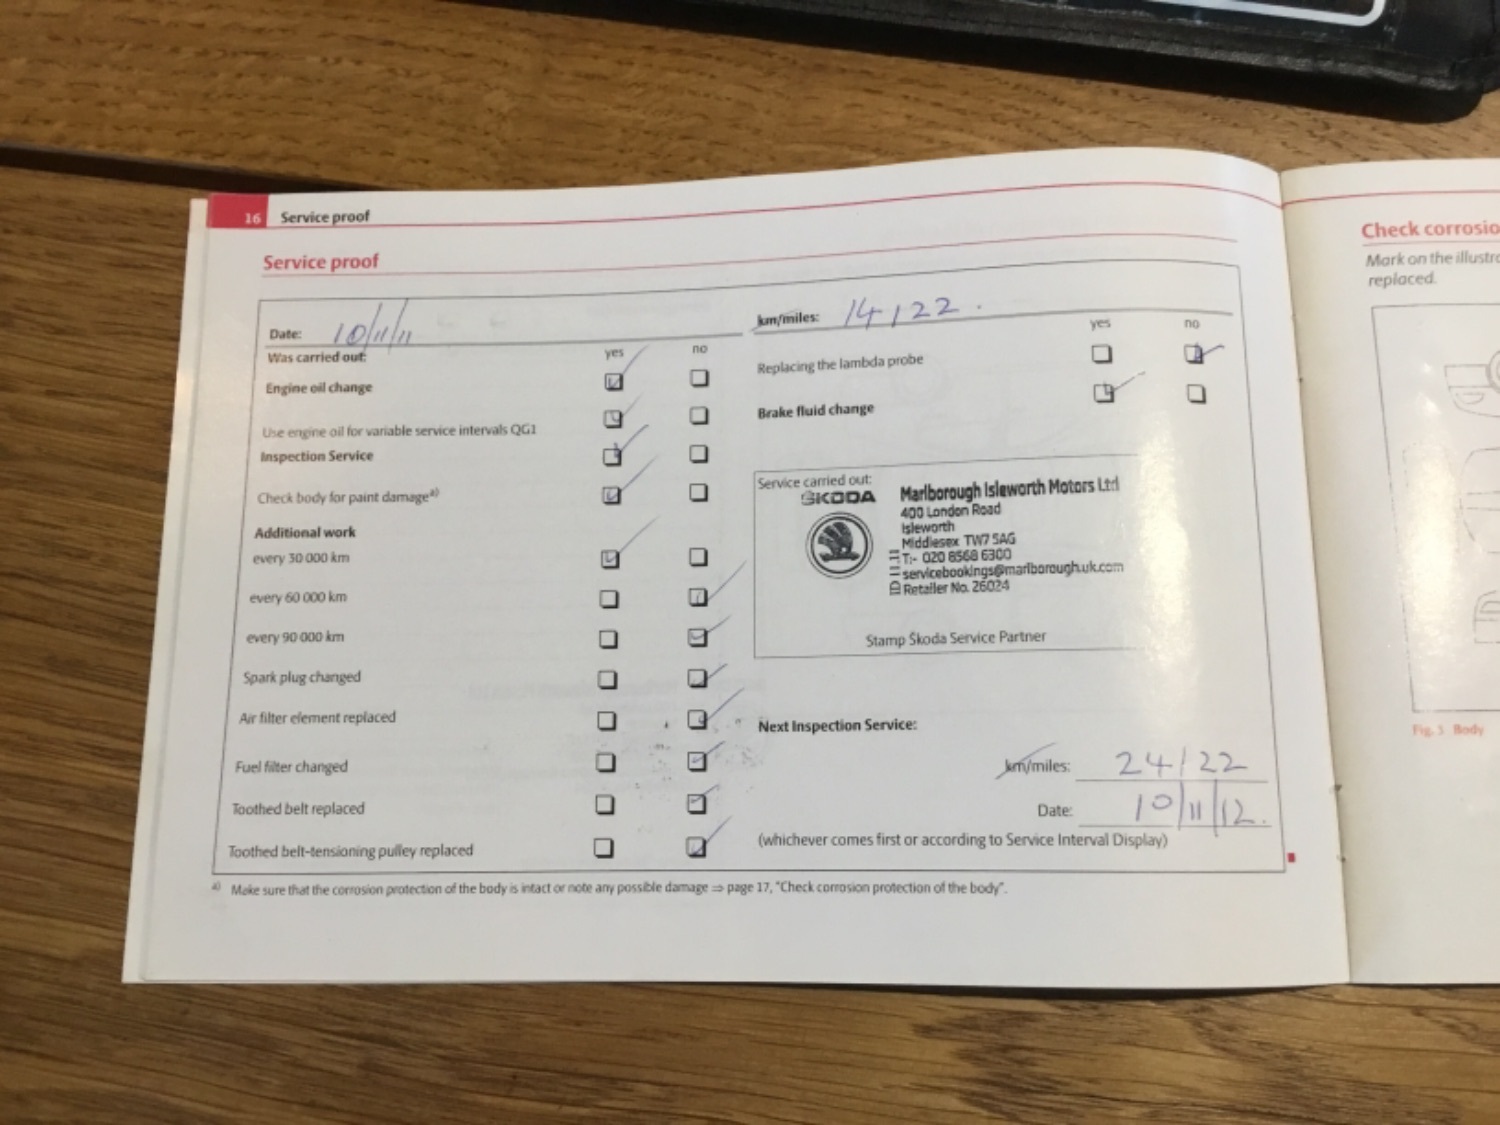 16 Service proof
Service proof
Date: 10/11/11
km/miles: 14122.
Was carried out:
yes no
yes no
Engine oil change
Use engine oil for variable service intervals QG1
Inspection Service
Check body for paint damage a)
Additional work
every 30 000 km
every 60 000 km
every 90 000 km
Spark plug changed
Air filter element replaced
Fuel filter changed
Toothed belt replaced
Toothed belt-tensioning pulley replaced
Replacing the lambda probe
Brake fluid change
Service carried out:
ŠKODA
Marlborough Isleworth Motors Ltd
400 London Road
Isleworth
Middlesex TW7 5AG
T:- 020 8568 6300
servicebookings@marlborough.uk.com
Retailer No. 26024
Stamp Škoda Service Partner
Next Inspection Service:
km/miles: 24122
Date: 10/11/12.
(whichever comes first or according to Service Interval Display)
a) Make sure that the corrosion protection of the body is intact or note any possible damage ⇒ page 17, "Check corrosion protection of the body".
Check corrosio
Mark on the illustr
replaced.
Fig. 3 Body